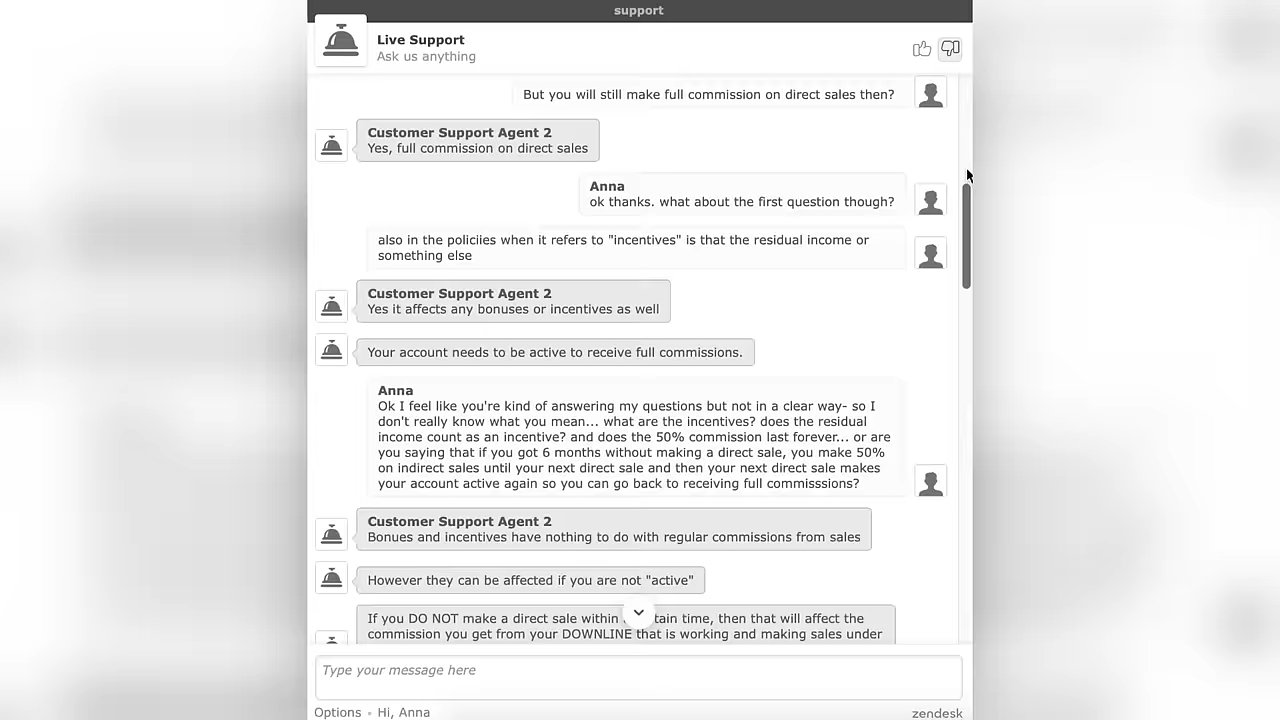 support
Live Support
Ask us anything
But you will still make full commission on direct sales then?
Customer Support Agent 2
Yes, full commission on direct sales
Anna
ok thanks. what about the first question though?
also in the policiies when it refers to "incentives" is that the residual income or
something else
Customer Support Agent 2
Yes it affects any bonuses or incentives as well
Your account needs to be active to receive full commissions.
Anna
Ok I feel like you're kind of answering my questions but not in a clear way- so I
don't really know what you mean... what are the incentives? does the residual
income count as an incentive? and does the 50% commission last forever... or are
you saying that if you got 6 months without making a direct sale, you make 50%
on indirect sales until your next direct sale and then your next direct sale makes
your account active again so you can go back to receiving full commisssions?
Customer Support Agent 2
Bonues and incentives have nothing to do with regular commissions from sales
However they can be affected if you are not "active"
If you DO NOT make a direct sale within tain time, then that will affect the
commission you get from your DOWNLINE that is working and making sales under
Type your message here
Options • Hi, Anna
zendesk